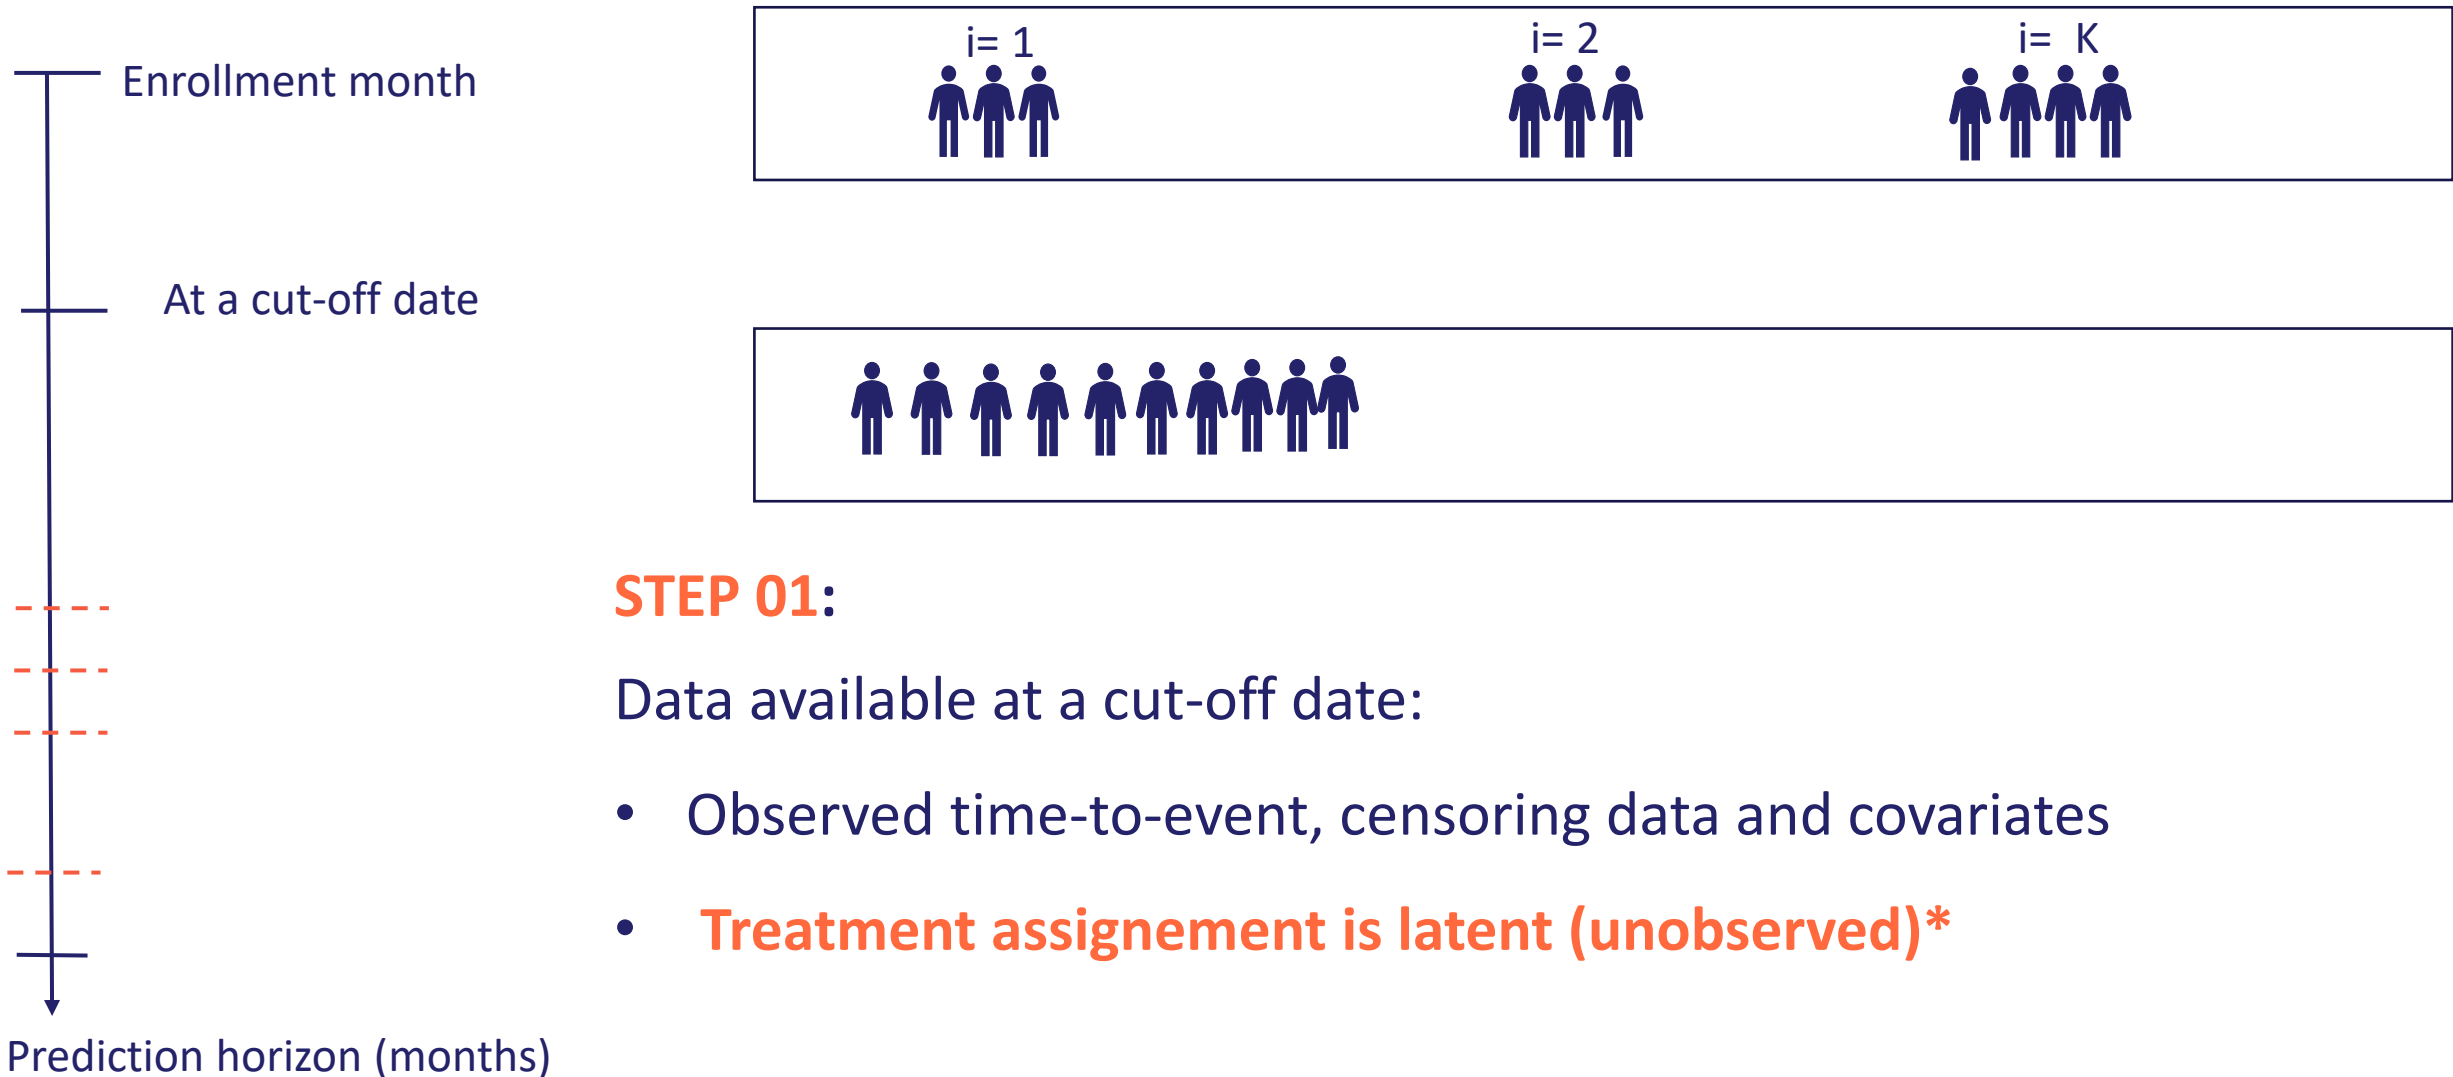 i= 1
i= 2
i= K
Enrollment month
At a cut-off date
STEP 01:
Data available at a cut-off date:
• Observed time-to-event, censoring data and covariates
• Treatment assignement is latent (unobserved)*
Prediction horizon (months)